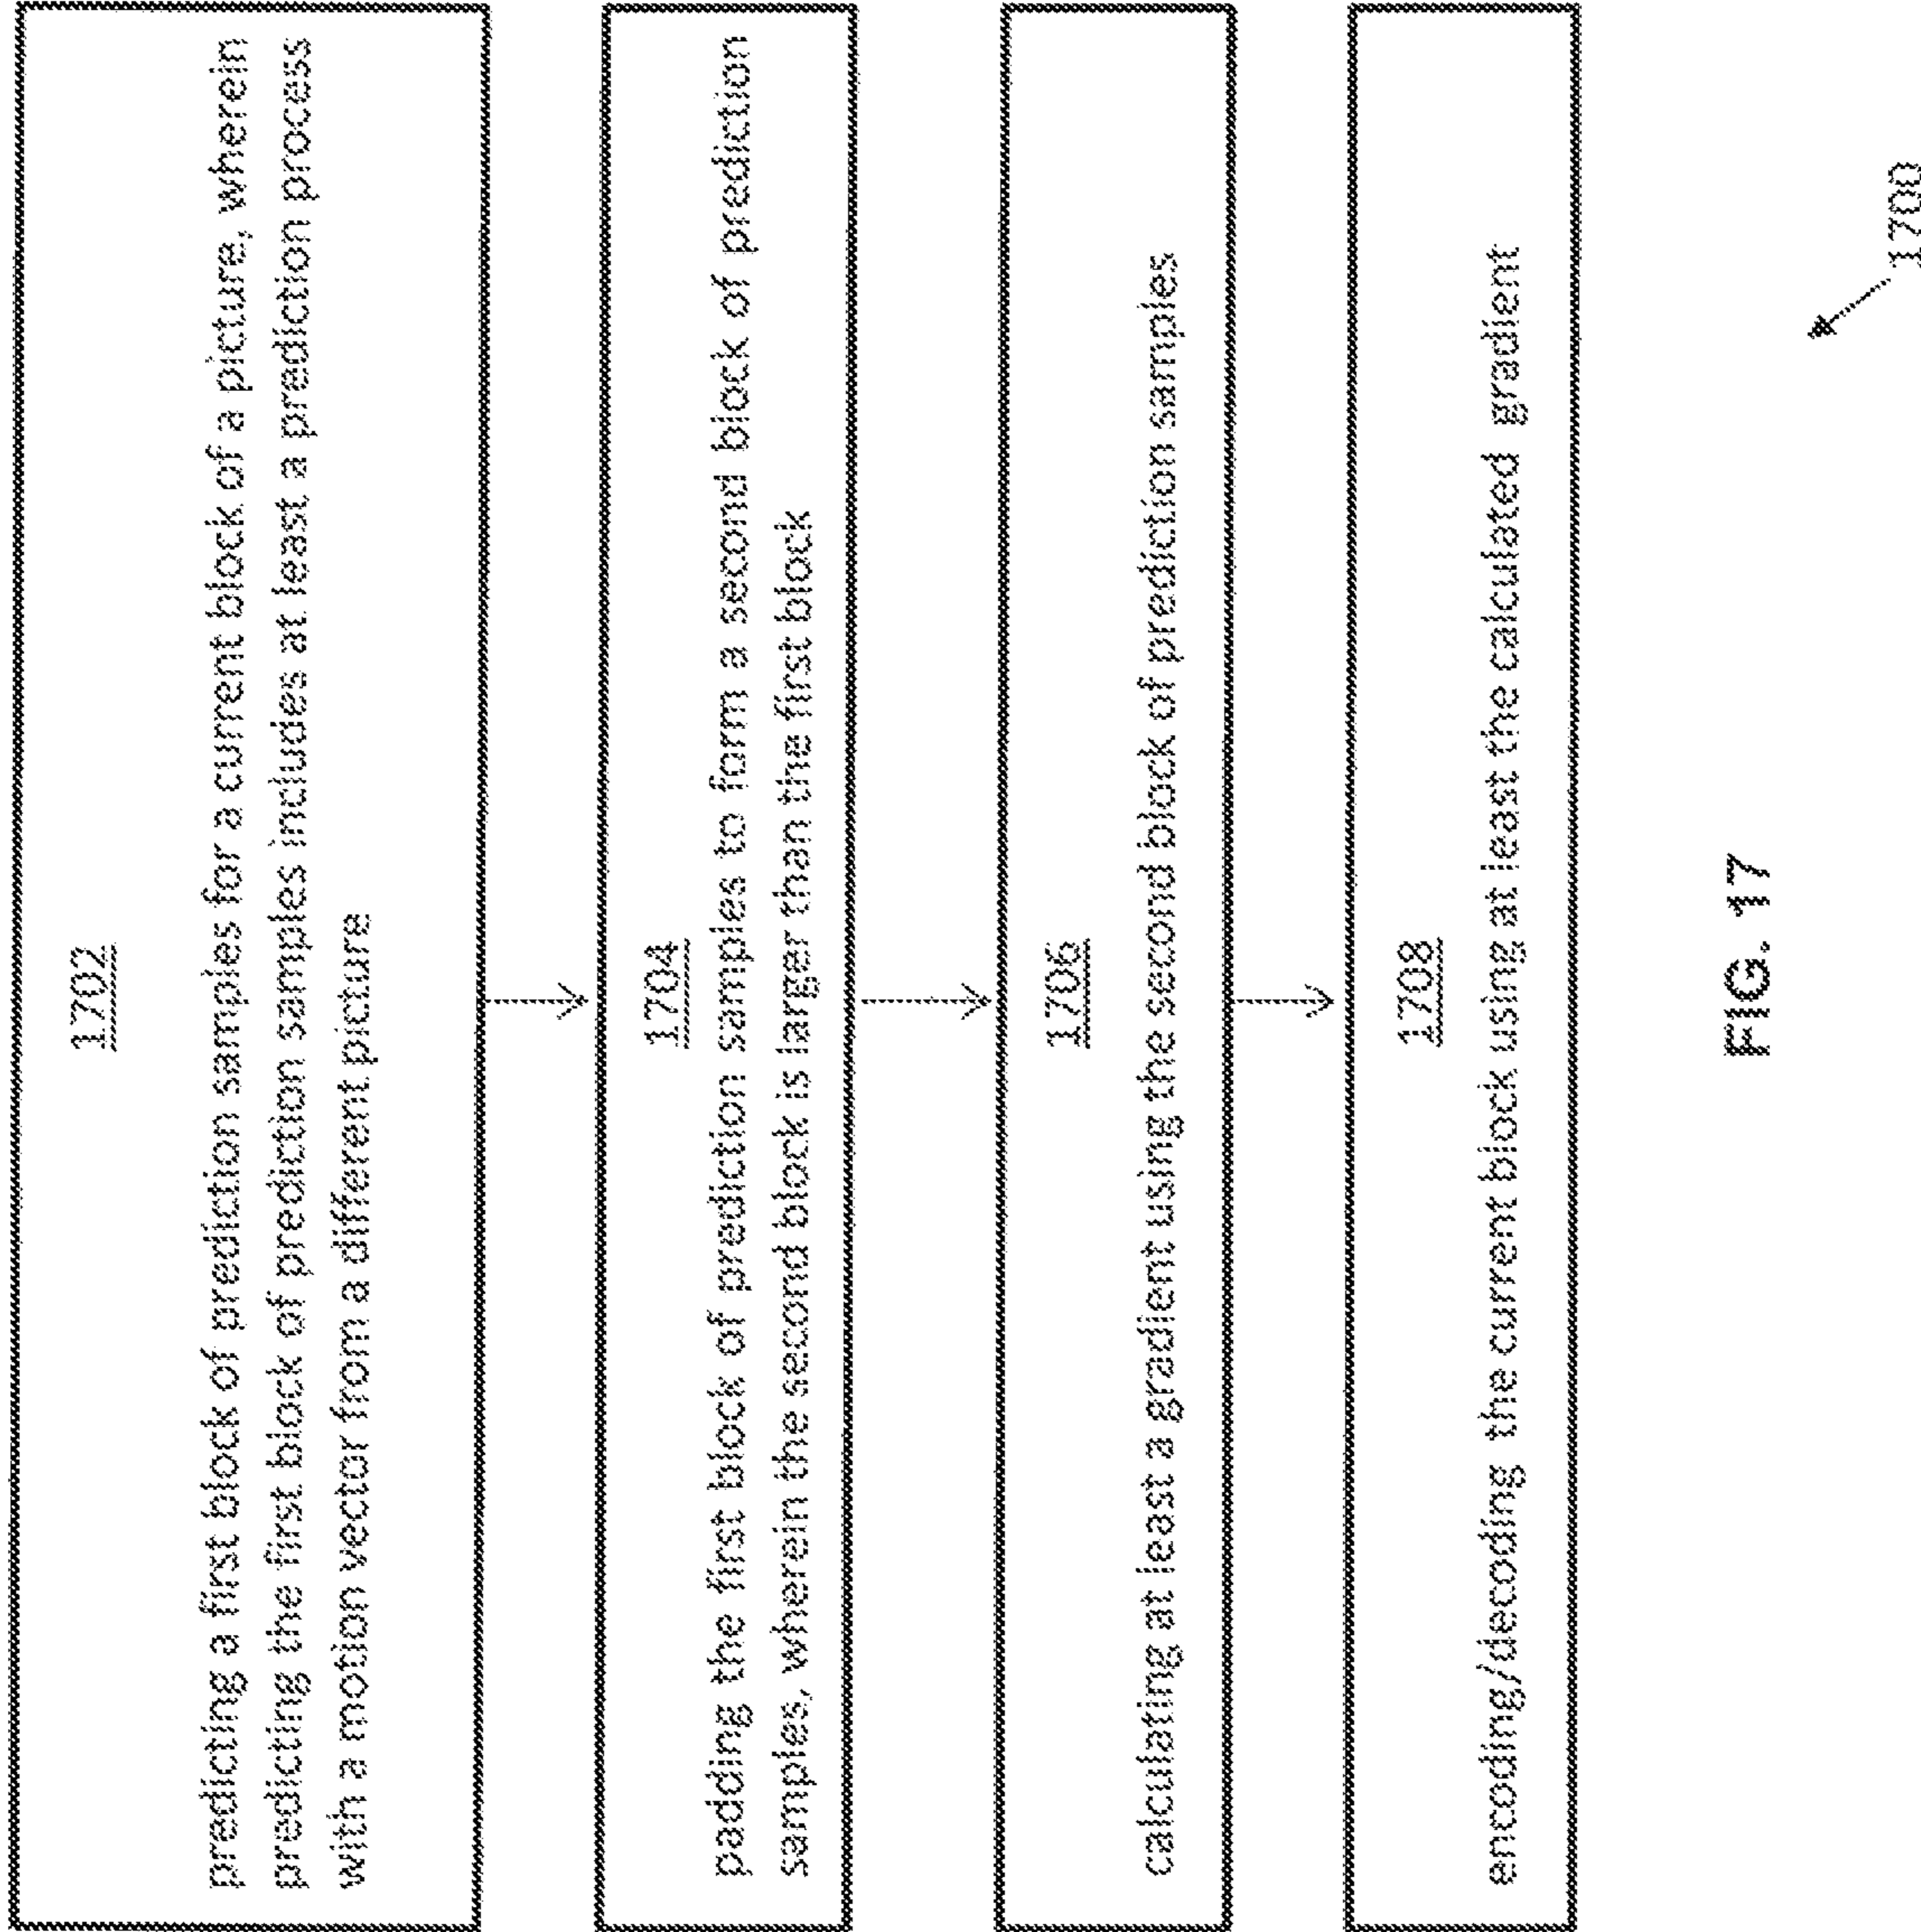 1702
predicting a first block of prediction samples for a current block of a picture, wherein
predicting the first block of prediction samples includes at least a prediction process
with a motion vector from a different picture
1704
padding the first block of prediction samples to form a second block of prediction
samples, wherein the second block is larger than the first block
1706
calculating at least a gradient using the second block of prediction samples
1708
encoding/decoding the current block using at least the calculated gradient
FIG. 17
1700